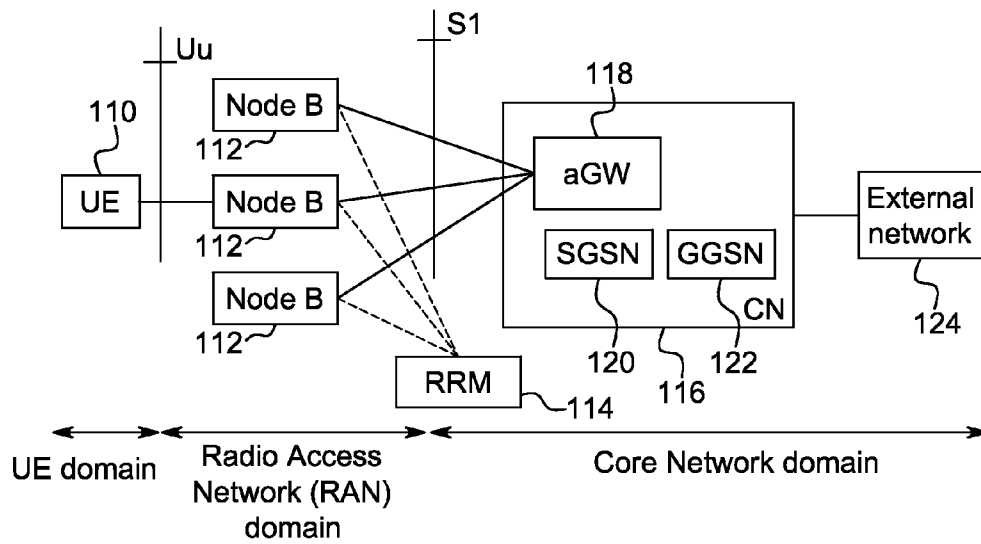 S1
Uu
118
110
Node B
112
aGW
UE
Node B
112
External
network
SGSN
GGSN
Node B
112
CN
120
122
116
124
RRM
114
UE domain
Radio Access
Network (RAN)
domain
Core Network domain